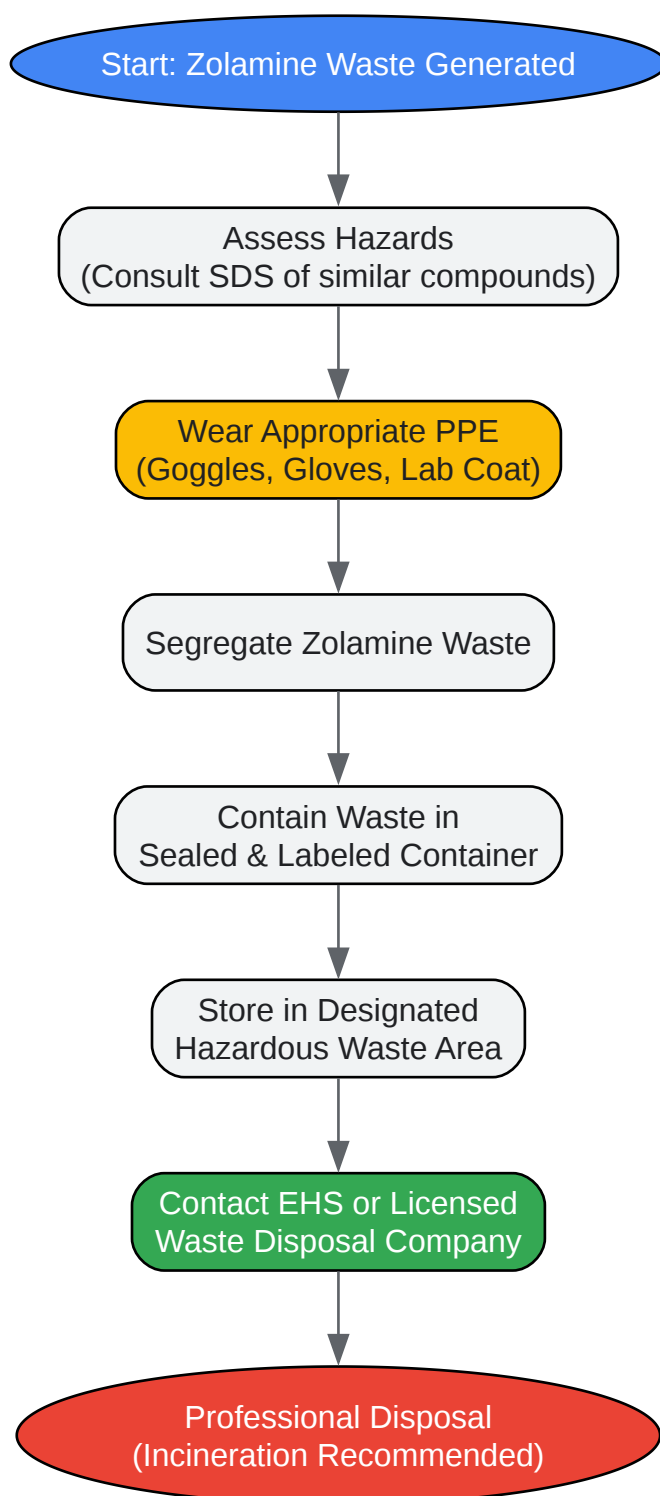 Start: Zolamine Waste Generated
Assess Hazards
(Consult SDS of similar compounds)
Wear Appropriate PPE
(Goggles, Gloves, Lab Coat)
Segregate Zolamine Waste
Contain Waste in
Sealed & Labeled Container
Store in Designated
Hazardous Waste Area
Contact EHS or Licensed
Waste Disposal Company
Professional Disposal
(Incineration Recommended)